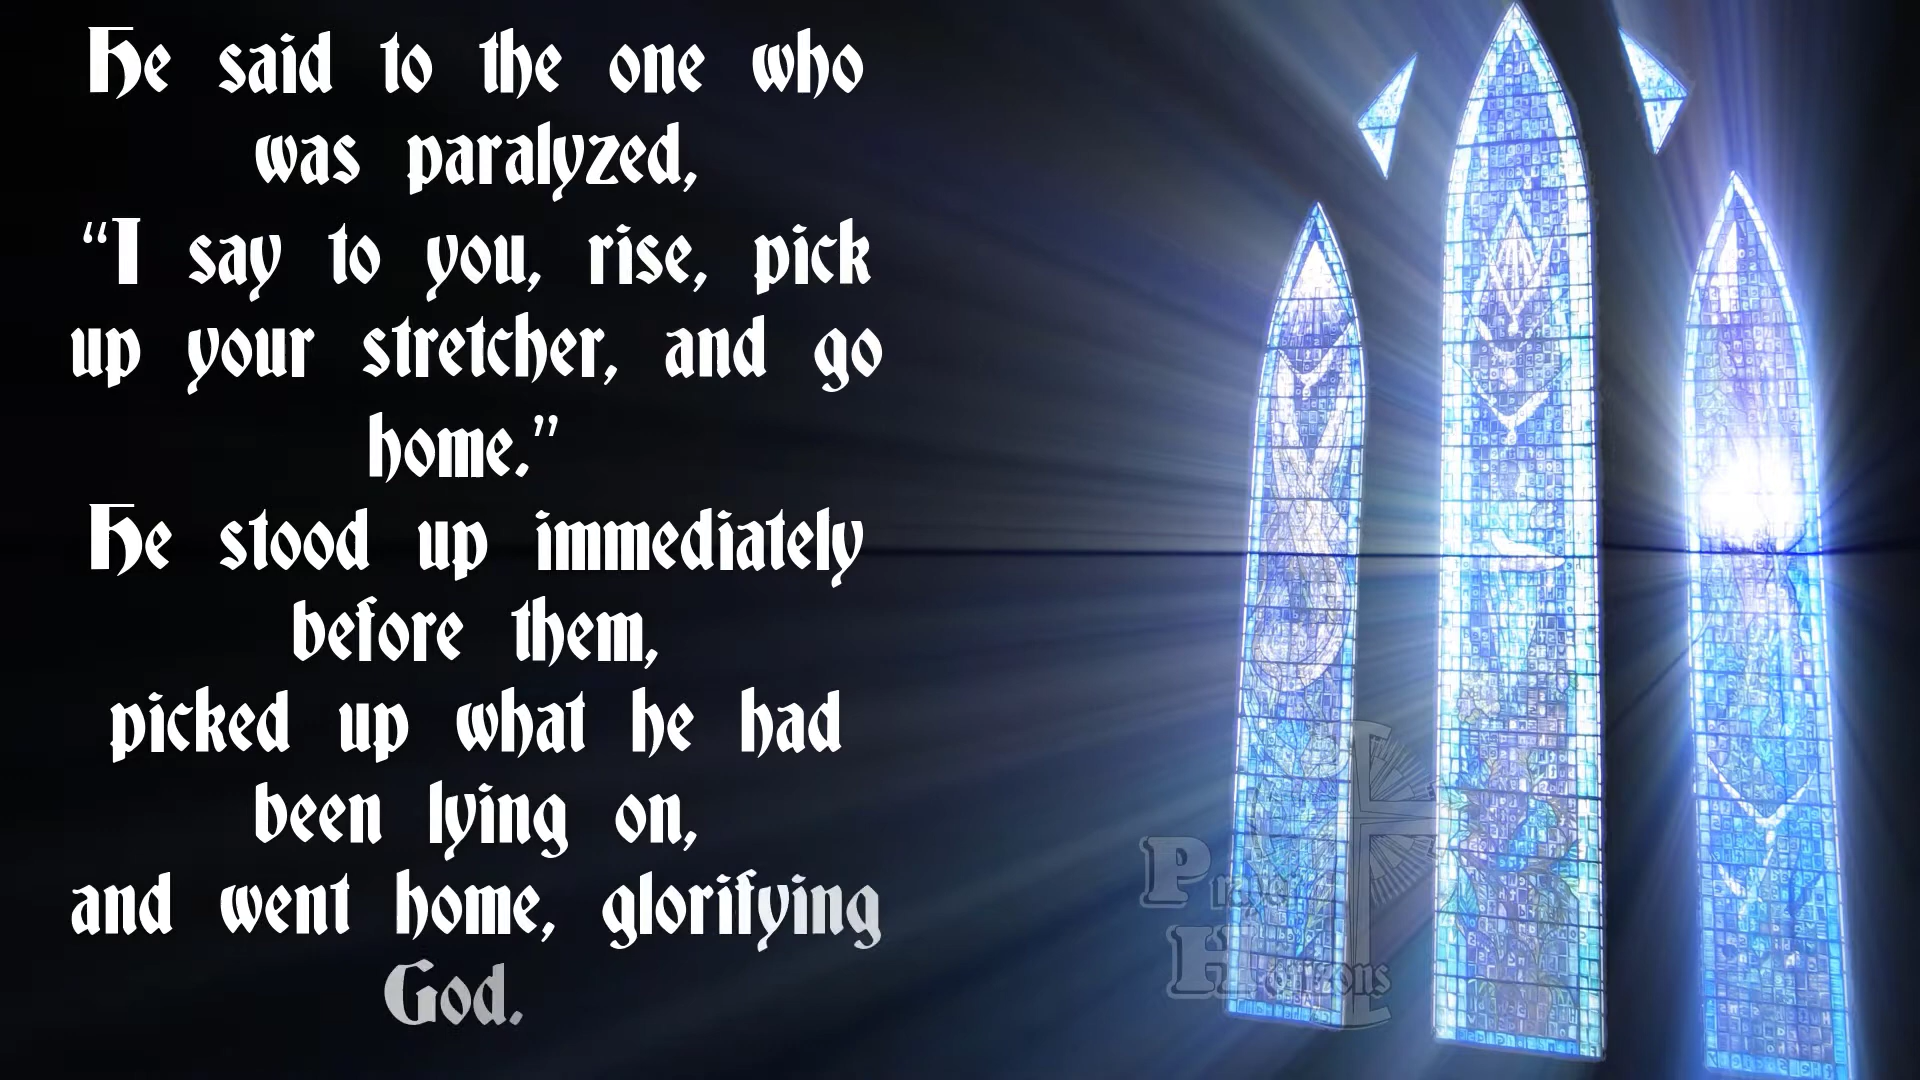 He said to the one who
was paralyzed,
“I say to you, rise, pick
up your stretcher, and go
home.”
He stood up immediately
before them,
picked up what he had
been lying on,
and went home, glorifying
God.
Prayer
Horizons